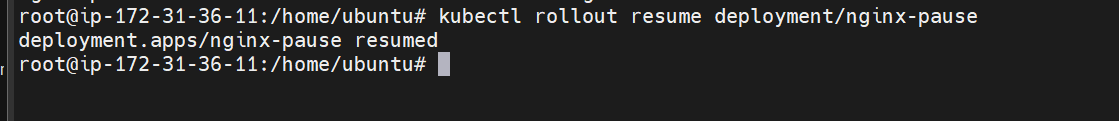 root@ip-172-31-36-11:/home/ubuntu# kubectl rollout resume deployment/nginx-pause
deployment.apps/nginx-pause resumed
root@ip-172-31-36-11:/home/ubuntu#